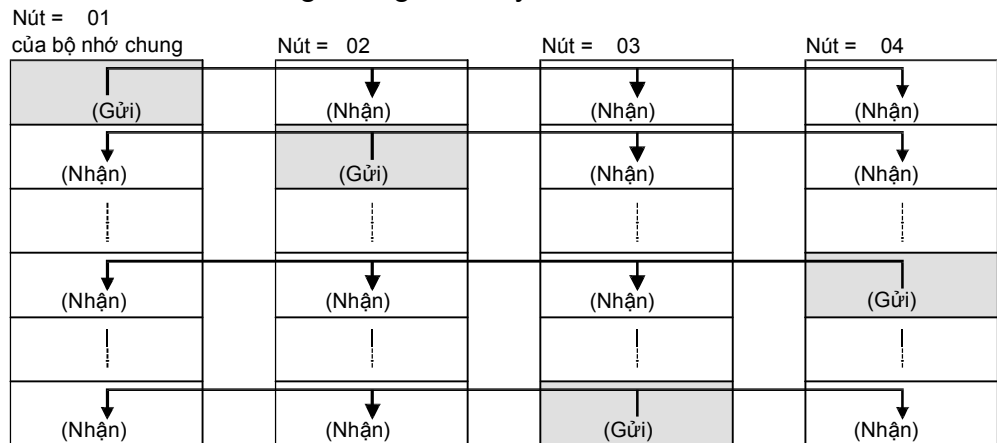 Nút = 01
của bộ nhớ chung
Nút = 02
Nút = 03
Nút = 04
(Gửi) (Nhận) (Nhận) (Nhận)
(Nhận) (Gửi) (Nhận) (Nhận)
(Nhận) (Nhận) (Nhận) (Gửi)
(Nhận) (Nhận) (Gửi) (Nhận)